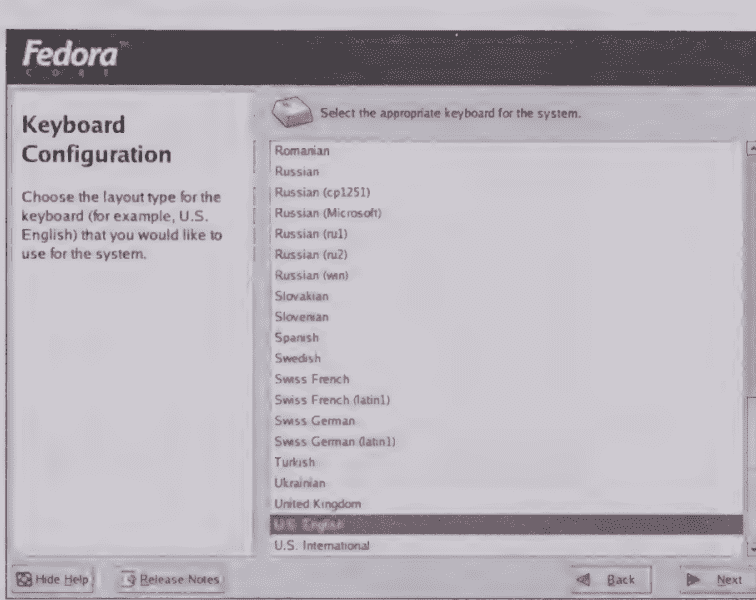 Fedora™
CORE
Keyboard
Configuration
Choose the layout type for the
keyboard (for example, U.S.
English) that you would like to
use for the system.
Select the appropriate keyboard for the system.
Romanian
Russian
Russian (cp1251)
Russian (Microsoft)
Russian (ru1)
Russian (ru2)
Russian (win)
Slovakian
Slovenian
Spanish
Swedish
Swiss French
Swiss French (latin1)
Swiss German
Swiss German (latin1)
Turkish
Ukrainian
United Kingdom
U.S. English
U.S. International
Hide Help
Release Notes
Back
Next